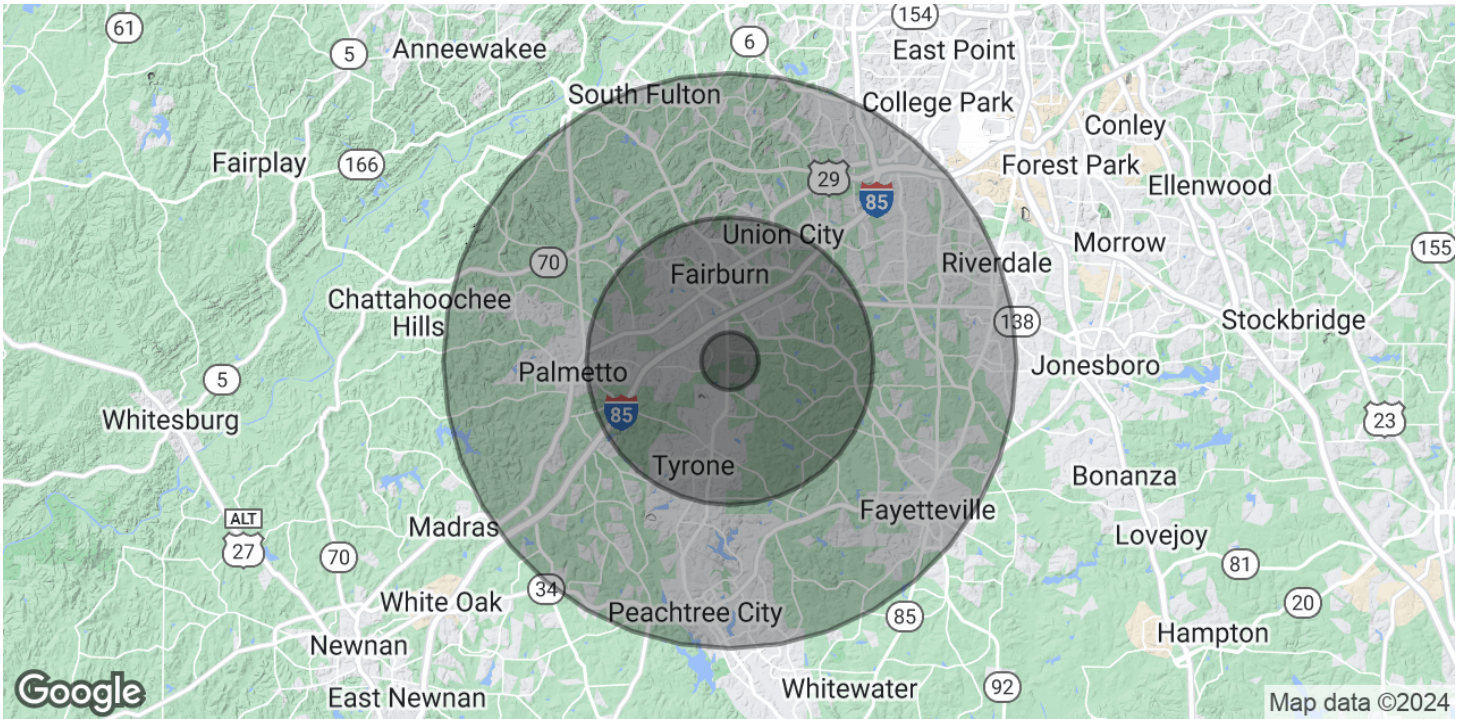 154
61
6
5
Anneewakee
East Point
South Fulton
College Park
Conley
Fairplay
166
29
Forest Park
Ellenwood
85
Union City
Morrow
155
70
Fairburn
Riverdale
Chattahoochee
Hills
138
Stockbridge
Palmetto
Jonesboro
5
85
Whitesburg
23
Tyrone
Bonanza
Fayetteville
ALT
27
Madras
Lovejoy
70
81
34
White Oak
Peachtree City
85
20
Newnan
Hampton
Google
East Newnan
Whitewater
92
Map data ©2024